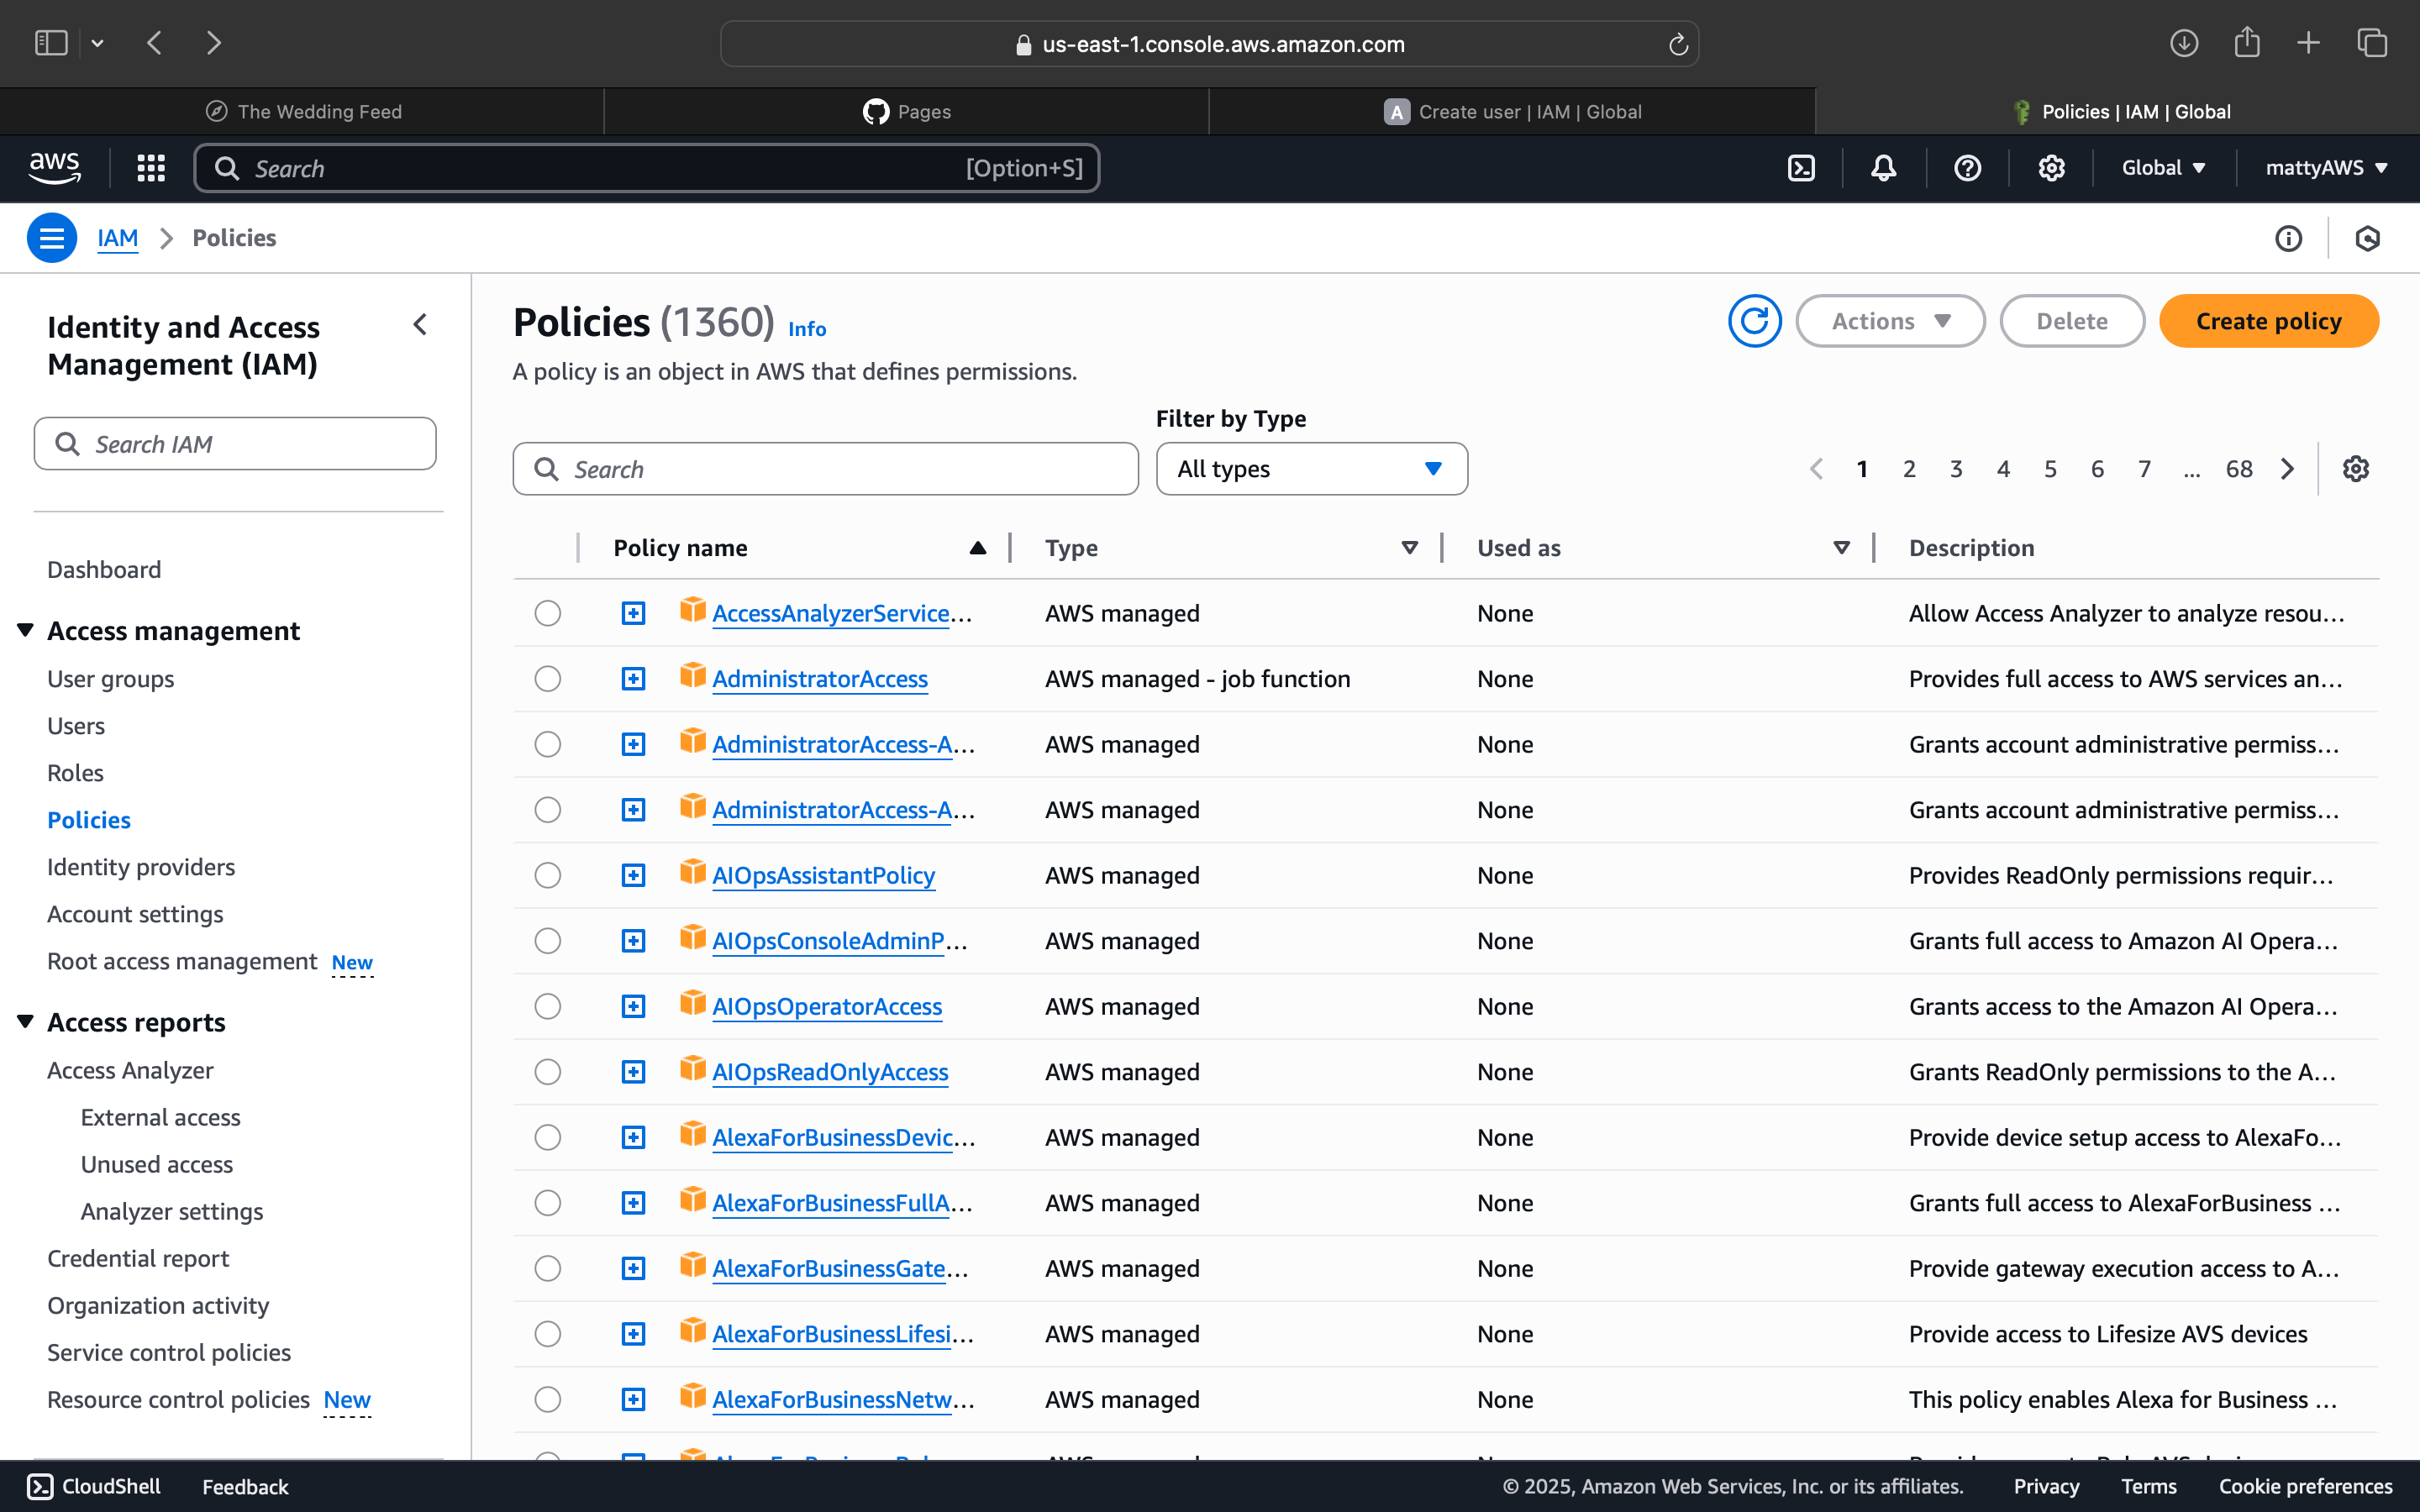 us-east-1.console.aws.amazon.com
The Wedding Feed
Pages
A Create user | IAM | Global
Policies | IAM | Global
aws
Search [Option+S]
Global
mattyAWS
IAM Policies
Identity and Access
Management (IAM)
Search IAM
Dashboard
Access management
User groups
Users
Roles
Policies
Identity providers
Account settings
Root access management New
Access reports
Access Analyzer
External access
Unused access
Analyzer settings
Credential report
Organization activity
Service control policies
Resource control policies New
Policies (1360) Info
Actions
Delete
Create policy
A policy is an object in AWS that defines permissions.
Filter by Type
Search
All types
1 2 3 4 5 6 7 ... 68
Policy name Type Used as Description
AccessAnalyzerService... AWS managed None Allow Access Analyzer to analyze resou...
AdministratorAccess AWS managed - job function None Provides full access to AWS services an...
AdministratorAccess-A... AWS managed None Grants account administrative permiss...
AdministratorAccess-A... AWS managed None Grants account administrative permiss...
AIOpsAssistantPolicy AWS managed None Provides ReadOnly permissions requir...
AIOpsConsoleAdminP... AWS managed None Grants full access to Amazon AI Opera...
AIOpsOperatorAccess AWS managed None Grants access to the Amazon AI Opera...
AIOpsReadOnlyAccess AWS managed None Grants ReadOnly permissions to the A...
AlexaForBusinessDevic... AWS managed None Provide device setup access to AlexaFo...
AlexaForBusinessFullA... AWS managed None Grants full access to AlexaForBusiness ...
AlexaForBusinessGate... AWS managed None Provide gateway execution access to A...
AlexaForBusinessLifesi... AWS managed None Provide access to Lifesize AVS devices
AlexaForBusinessNetw... AWS managed None This policy enables Alexa for Business ...
CloudShell
Feedback
© 2025, Amazon Web Services, Inc. or its affiliates.
Privacy
Terms
Cookie preferences